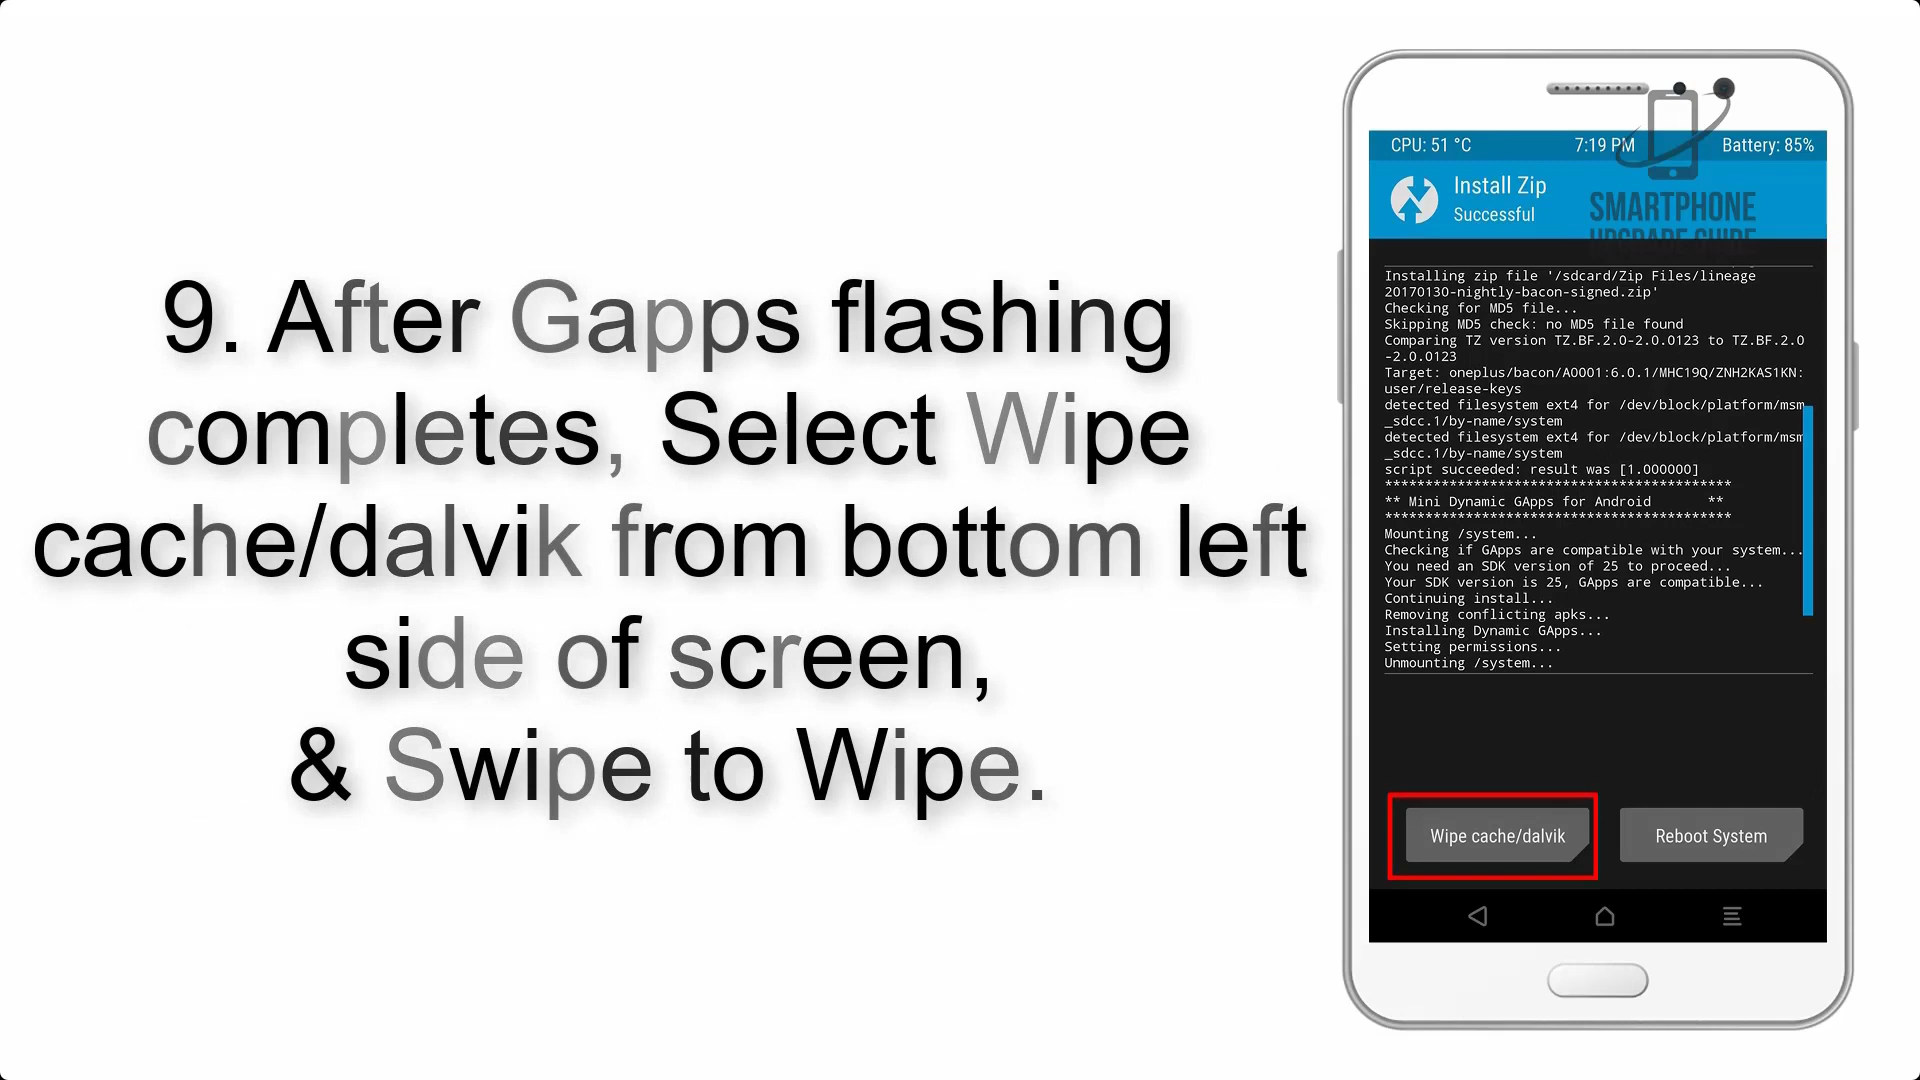 9. After Gapps flashing
completes, Select Wipe
cache/dalvik from bottom left
side of screen,
& Swipe to Wipe.
CPU: 51 °C 7:19 PM Battery: 85%
Install Zip
Successful
SMARTPHONE
UPGRADE GUIDE
Installing zip file '/sdcard/Zip Files/lineage
20170130-nightly-bacon-signed.zip'
Checking for MD5 file...
Skipping MD5 check: no MD5 file found
Comparing TZ version TZ.BF.2.0-2.0.0123 to TZ.BF.2.0
-2.0.0123
Target: oneplus/bacon/A0001:6.0.1/MHC19Q/ZNH2KAS1KN:
user/release-keys
detected filesystem ext4 for /dev/block/platform/msm
_sdcc.1/by-name/system
detected filesystem ext4 for /dev/block/platform/msm
_sdcc.1/by-name/system
script succeeded: result was [1.000000]
*******************************************
** Mini Dynamic GApps for Android       **
*******************************************
Mounting /system...
Checking if GApps are compatible with your system...
You need an SDK version of 25 to proceed...
Your SDK version is 25, GApps are compatible...
Continuing install...
Removing conflicting apks...
Installing Dynamic GApps...
Setting permissions...
Unmounting /system...
Wipe cache/dalvik
Reboot System